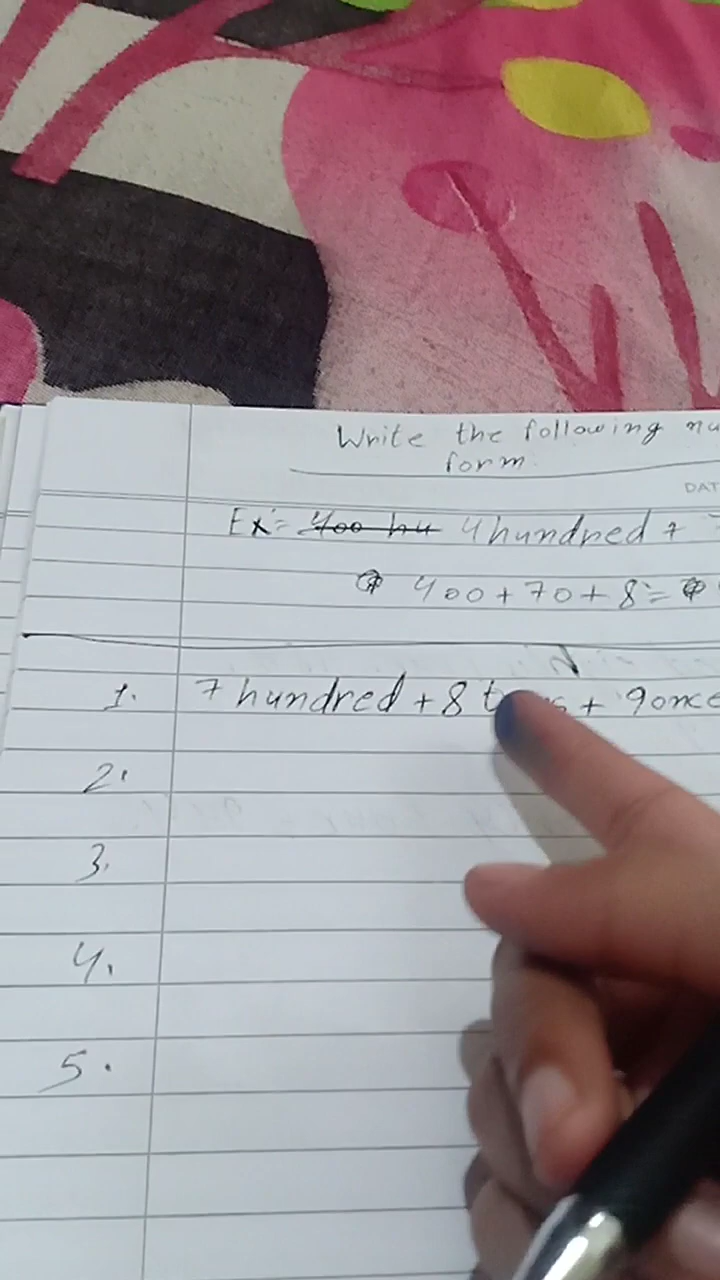 Write the following nu
form.
DAT
Ex:= 400 hu 4 hundred + 7
400+70+8=
1. 7 hundred + 8 + 9 once
2.
3.
4.
5.